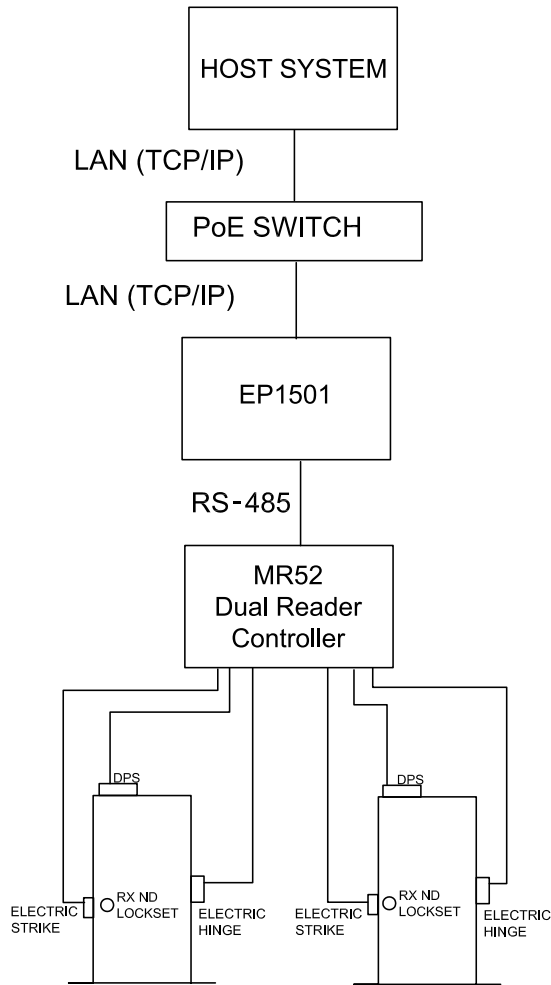 HOST SYSTEM
LAN (TCP/IP)
PoE SWITCH
LAN (TCP/IP)
EP1501
RS-485
MR52
Dual Reader
Controller
DPS
RX ND
LOCKSET
ELECTRIC
STRIKE
ELECTRIC
HINGE
DPS
RX ND
LOCKSET
ELECTRIC
STRIKE
ELECTRIC
HINGE